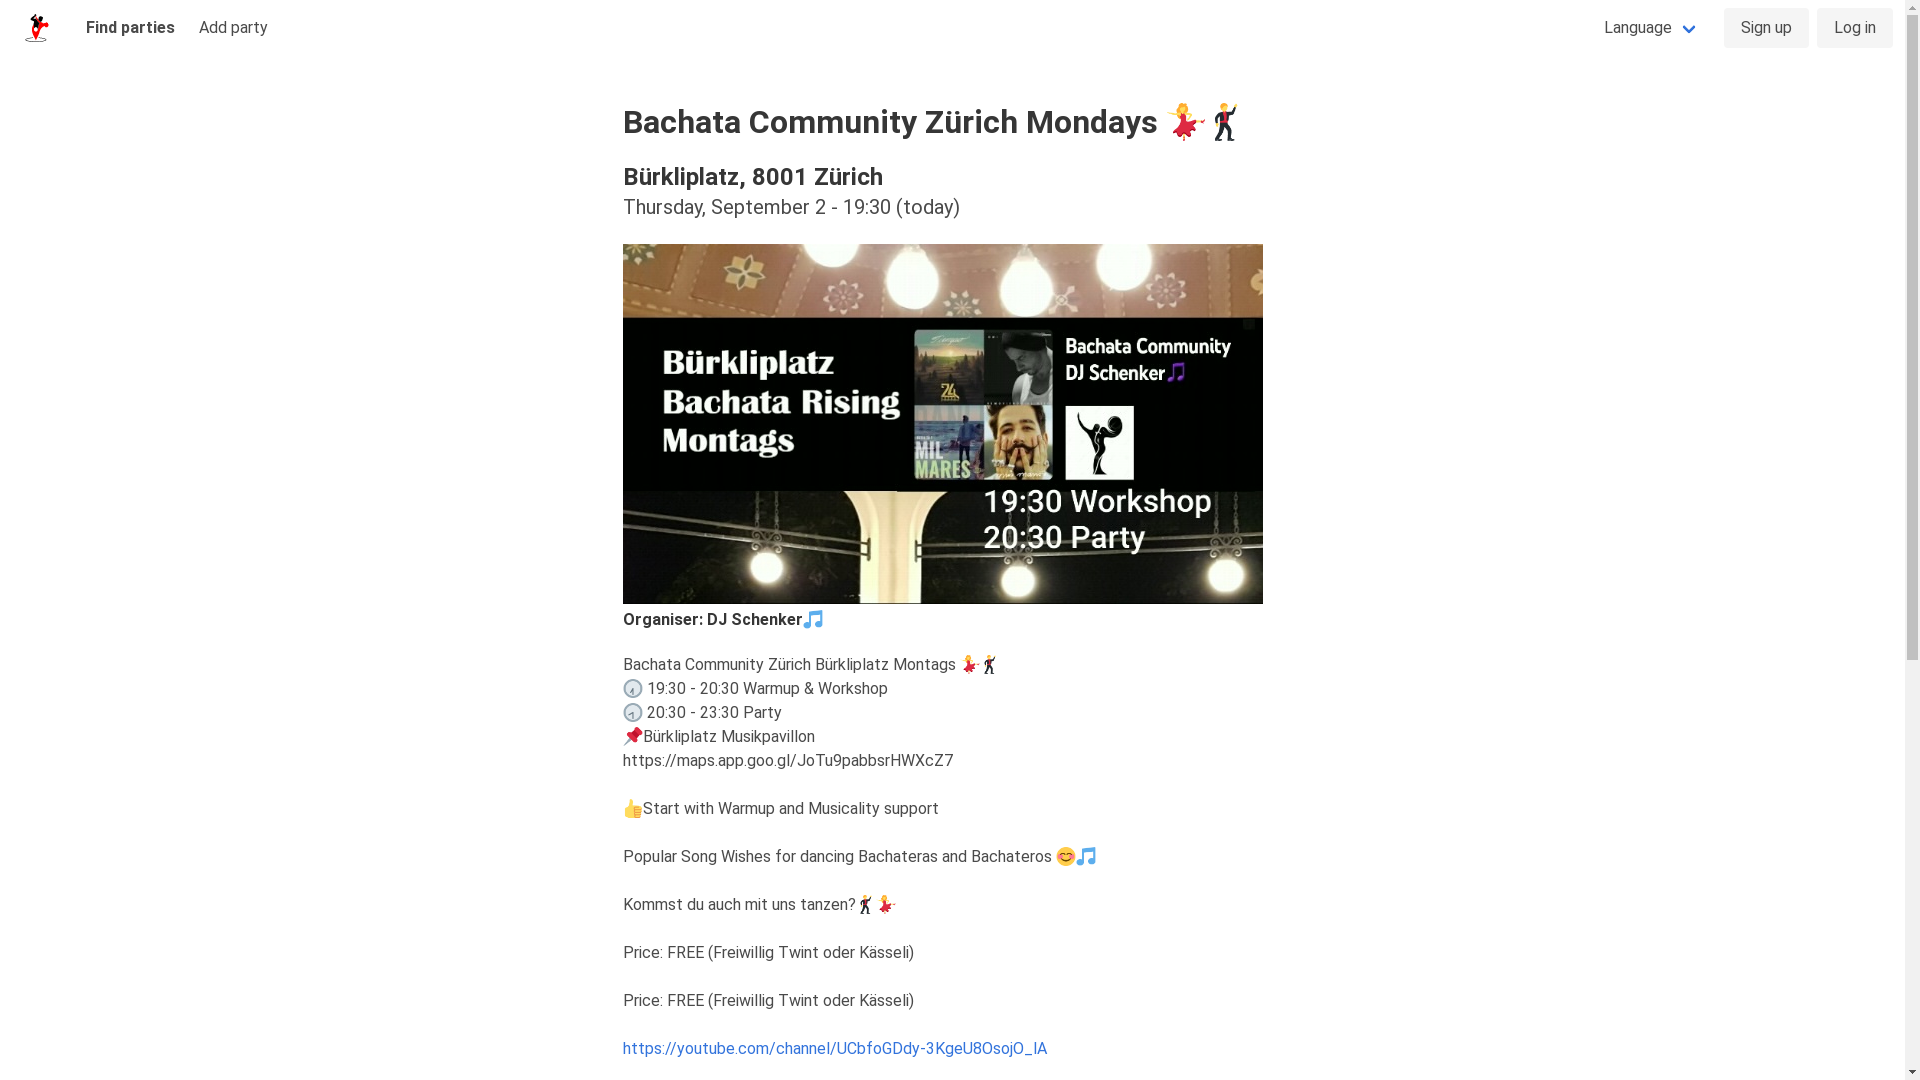 Find parties
Add party
Language
Sign up
Log in
Bachata Community Zürich Mondays 💃🕺
Bürkliplatz, 8001 Zürich
Thursday, September 2 - 19:30 (today)
Bürkliplatz
Bachata Rising
Montags
24
MIL
MARES
Bachata Community
DJ Schenker🎵
19:30 Workshop
20:30 Party
Organiser: DJ Schenker🎵
Bachata Community Zürich Bürkliplatz Montags 💃🕺
🕢 19:30 - 20:30 Warmup & Workshop
🕣 20:30 - 23:30 Party
📌Bürkliplatz Musikpavillon
https://maps.app.goo.gl/JoTu9pabbsrHWXcZ7
👍Start with Warmup and Musicality support
Popular Song Wishes for dancing Bachateras and Bachateros 😊🎵
Kommst du auch mit uns tanzen?🕺💃
Price: FREE (Freiwillig Twint oder Kässeli)
Price: FREE (Freiwillig Twint oder Kässeli)
https://youtube.com/channel/UCbfoGDdy-3KgeU8OsojO_lA